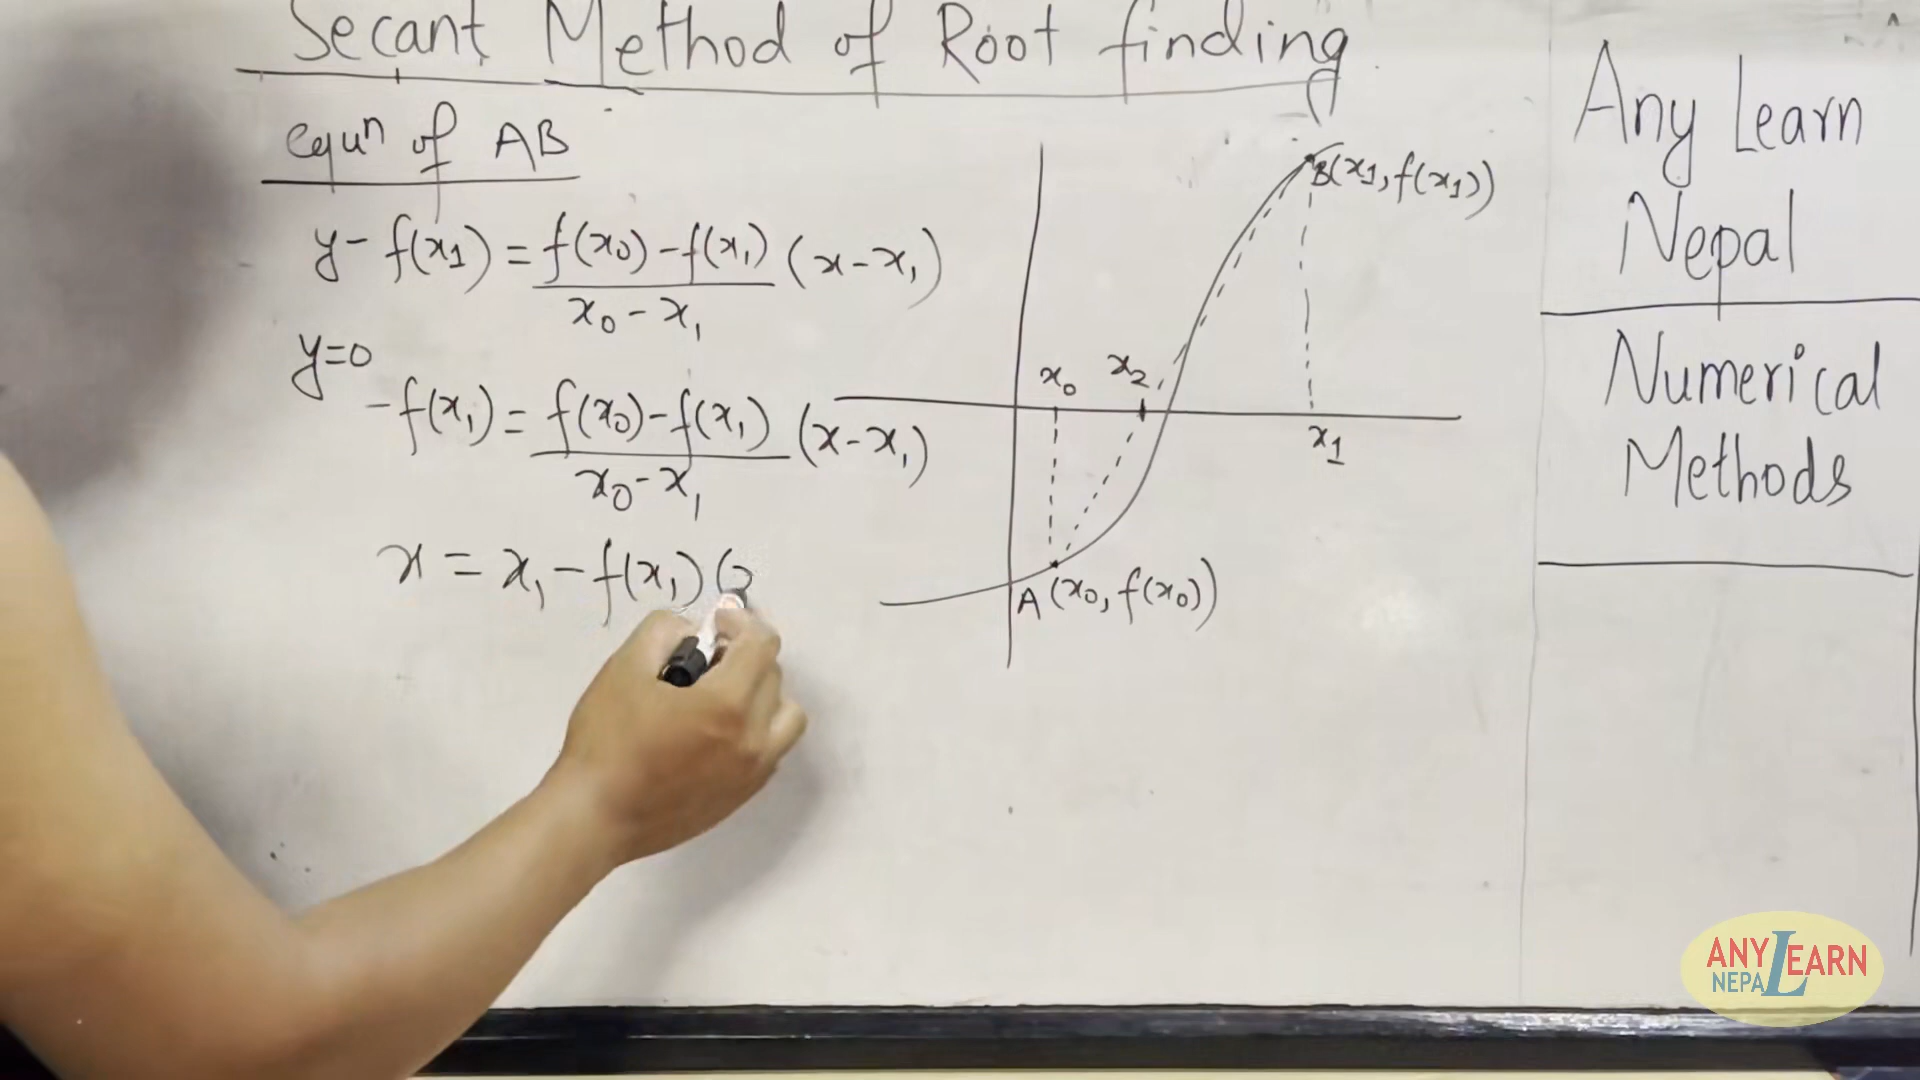 Secant Method of Root finding
equⁿ of AB
y - f(x₁) = f(x₀) - f(x₁) / x₀ - x₁ (x - x₁)
y=0
-f(x₁) = f(x₀) - f(x₁) / x₀ - x₁ (x - x₁)
x = x₁ - f(x₁) (
B(x₁, f(x₁))
x₀
x₂
x₁
A (x₀, f(x₀))
Any Learn
Nepal
Numerical
Methods
ANY LEARN
NEPAL